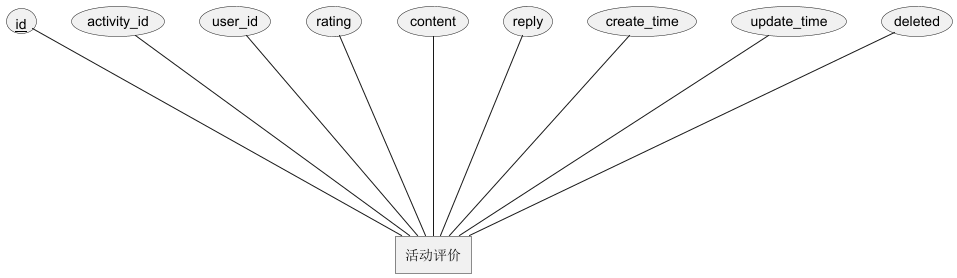 id
activity_id
user_id
rating
content
reply
create_time
update_time
deleted
活动评价